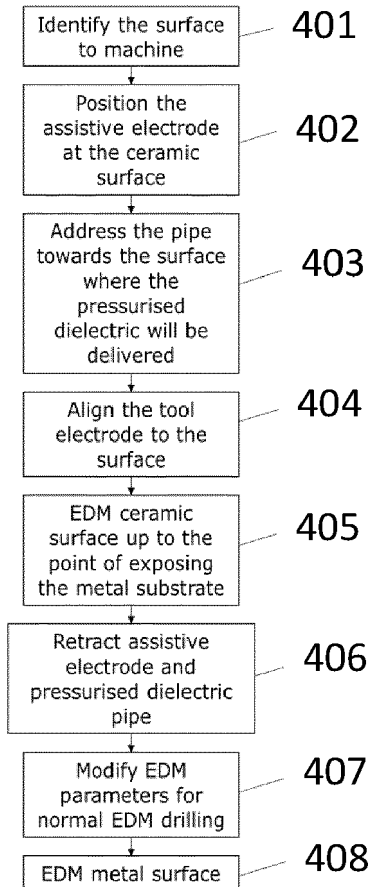 Identify the surface
to machine
401
Position the
assistive electrode
at the ceramic
surface
402
Address the pipe
towards the surface
where the
pressurised
dielectric will be
delivered
403
Align the tool
electrode to the
surface
404
EDM ceramic
surface up to the
point of exposing
the metal substrate
405
Retract assistive
electrode and
pressurised dielectric
pipe
406
Modify EDM
parameters for
normal EDM drilling
407
EDM metal surface
408